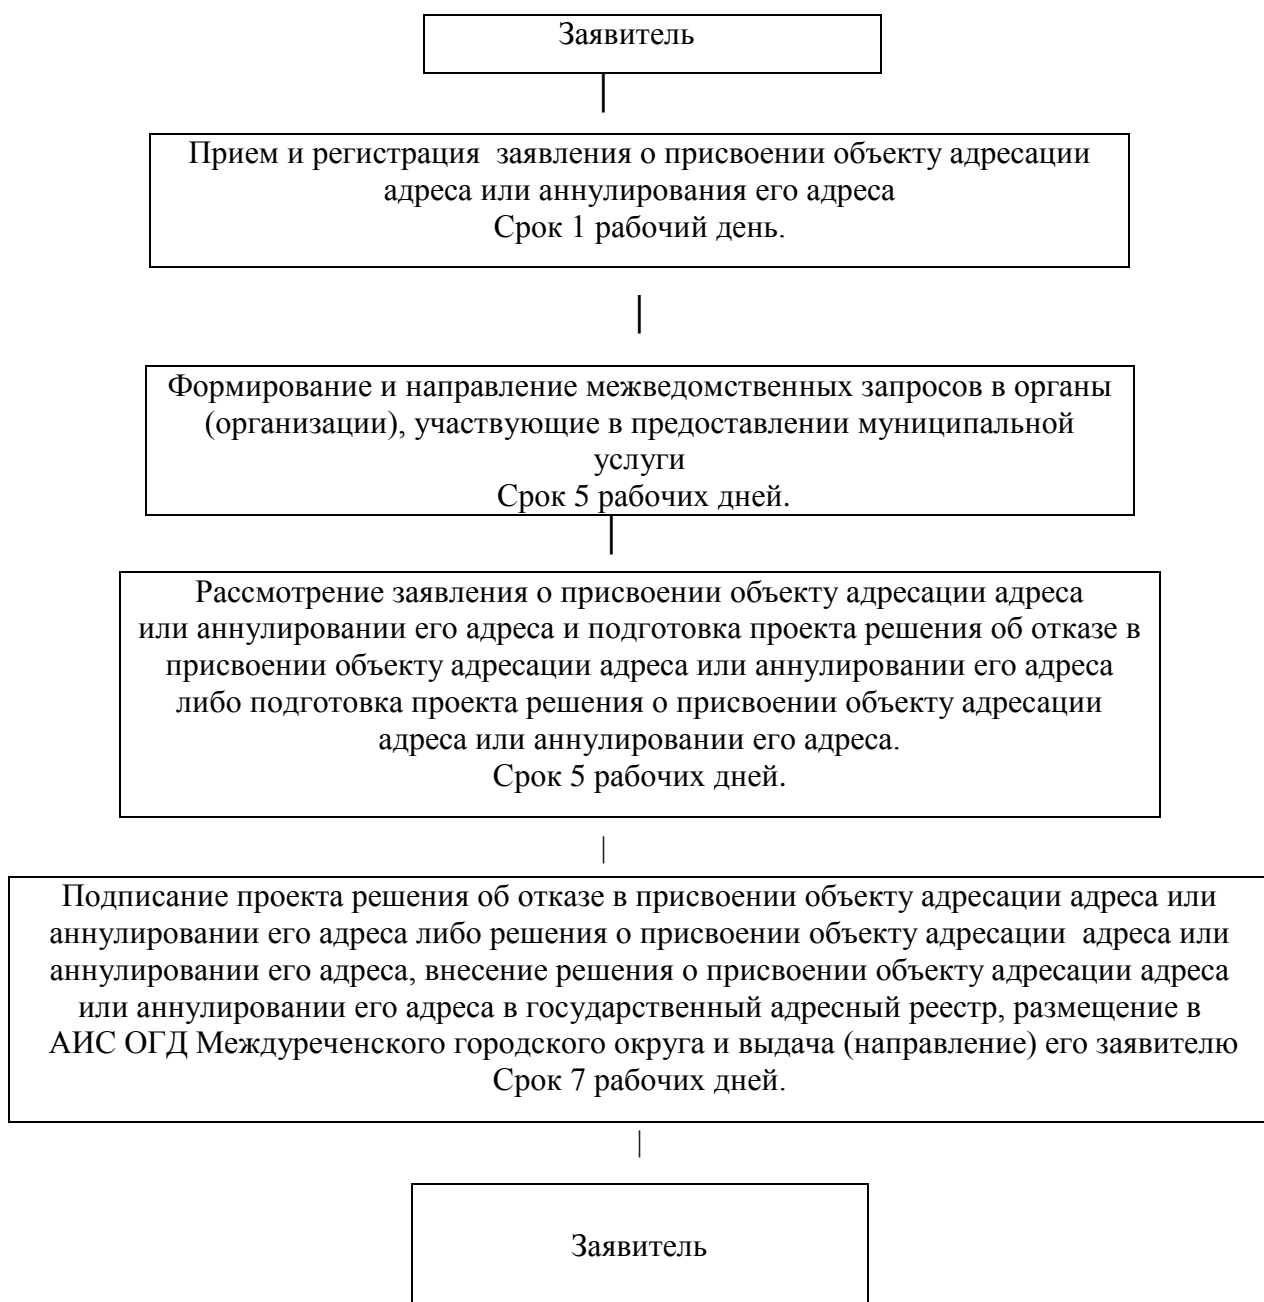 Заявитель
Прием и регистрация заявления о присвоении объекту адресации
адреса или аннулирования его адреса
Срок 1 рабочий день.
Формирование и направление межведомственных запросов в органы
(организации), участвующие в предоставлении муниципальной
услуги
Срок 5 рабочих дней.
Рассмотрение заявления о присвоении объекту адресации адреса
или аннулировании его адреса и подготовка проекта решения об отказе в
присвоении объекту адресации адреса или аннулировании его адреса
либо подготовка проекта решения о присвоении объекту адресации
адреса или аннулировании его адреса.
Срок 5 рабочих дней.
Подписание проекта решения об отказе в присвоении объекту адресации адреса или
аннулировании его адреса либо решения о присвоении объекту адресации адреса или
аннулировании его адреса, внесение решения о присвоении объекту адресации адреса
или аннулировании его адреса в государственный адресный реестр, размещение в
АИС ОГД Междуреченского городского округа и выдача (направление) его заявителю
Срок 7 рабочих дней.
Заявитель